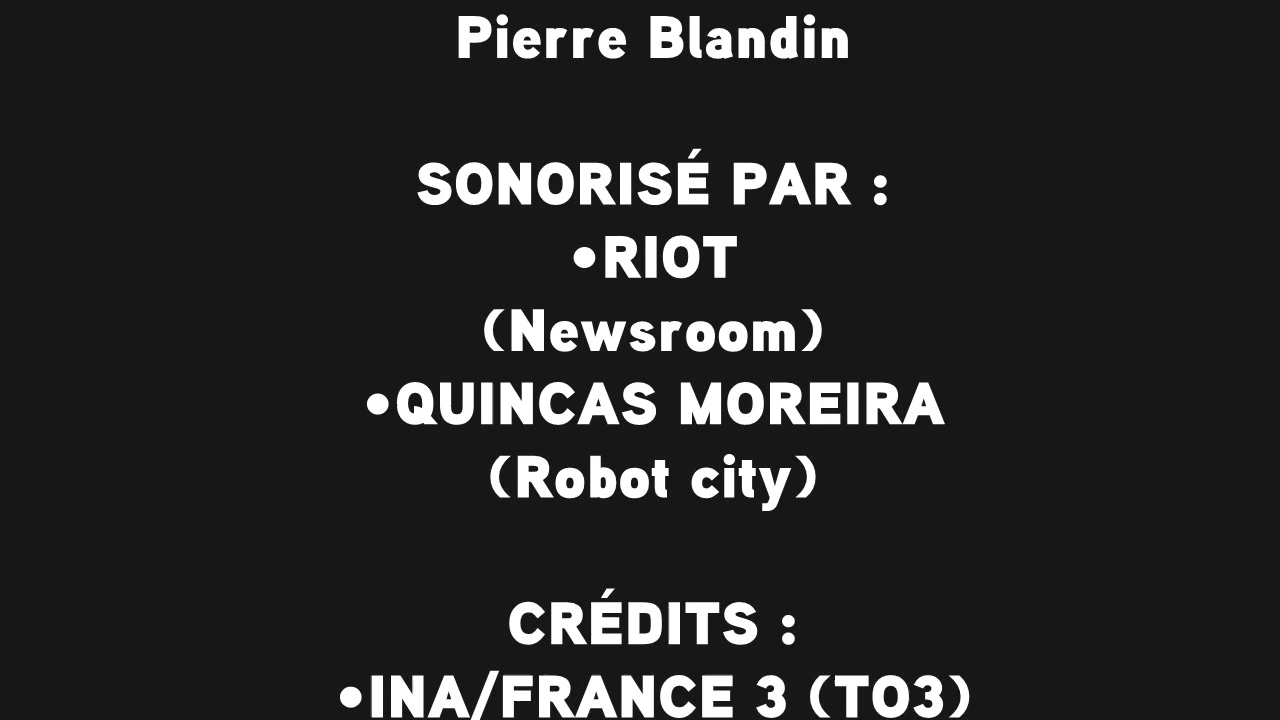 Pierre Blandin
SONORISÉ PAR :
•RIOT
(Newsroom)
•QUINCAS MOREIRA
(Robot city)
CRÉDITS :
•INA/FRANCE 3 (TO3)